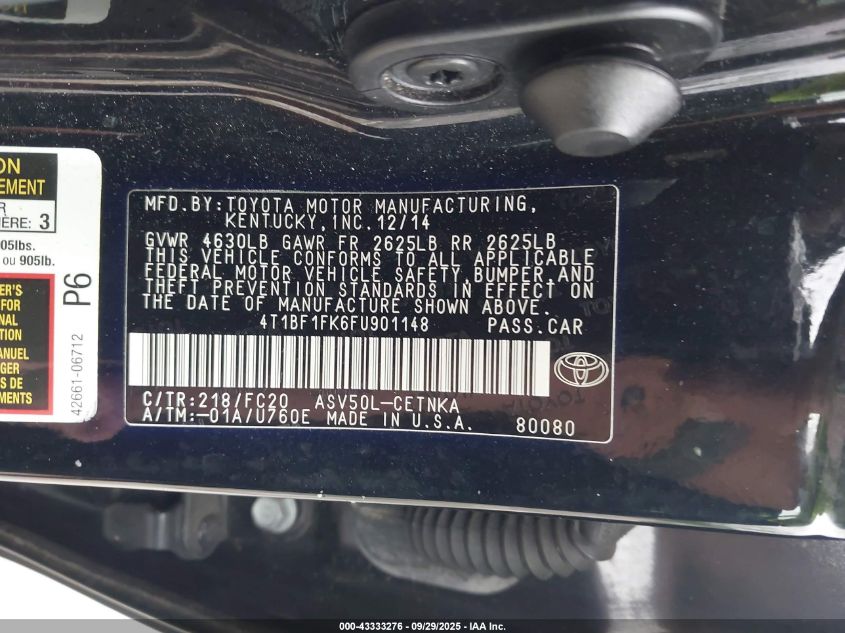 ON
EMENT
R
HERE: 3
905lbs.
ou 905lb.
P6
ER'S
FOR
NAL
TION
ANUEL
GER
S DE
MENTS
42661-06712
MFD.BY:TOYOTA MOTOR MANUFACTURING,
KENTUCKY, INC. 12/14
GVWR 4630LB GAWR FR 2625LB RR 2625LB
THIS VEHICLE CONFORMS TO ALL APPLICABLE
FEDERAL MOTOR VEHICLE SAFETY, BUMPER, AND
THEFT PREVENTION STANDARDS IN EFFECT ON
THE DATE OF MANUFACTURE SHOWN ABOVE.
4T1BF1FK6FU901148 PASS.CAR
C/TR:218/FC20 ASV50L-CETNKA
A/TM:-01A/U760E MADE IN U.S.A. 80080
000-43333276 - 09/29/2025 - © IAA, Inc.